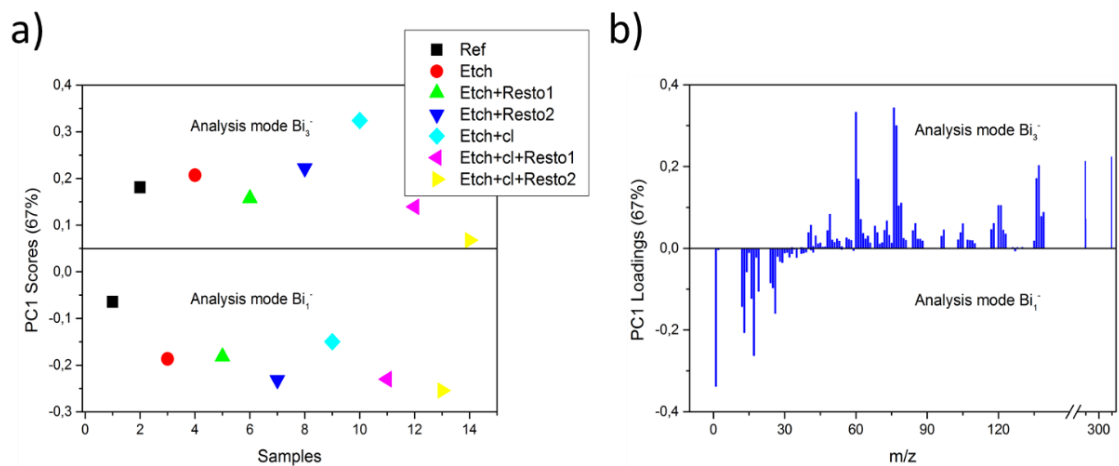 a)
Ref
Etch
Etch+Resto1
Etch+Resto2
Etch+cl
Etch+cl+Resto1
Etch+cl+Resto2
Analysis mode Bi₃⁻
Analysis mode Bi₁⁻
PC1 Scores (67%)
0,4
0,3
0,2
0,1
0,0
-0,1
-0,2
-0,3
0 2 4 6 8 10 12 14
Samples
b)
Analysis mode Bi₃⁻
Analysis mode Bi₁⁻
PC1 Loadings (67%)
0,4
0,2
0,0
-0,2
-0,4
0 30 60 90 120 300
m/z